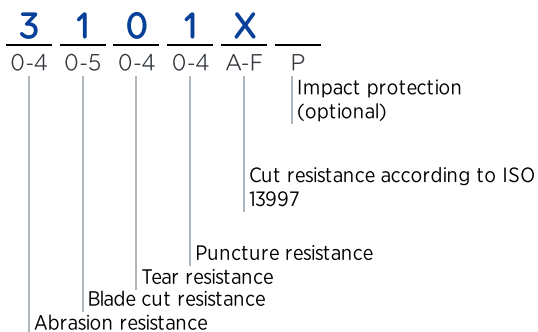 3 1 0 1 X
0-4 0-5 0-4 0-4 A-F P
Impact protection
(optional)
Cut resistance according to ISO
13997
Puncture resistance
Tear resistance
Blade cut resistance
Abrasion resistance